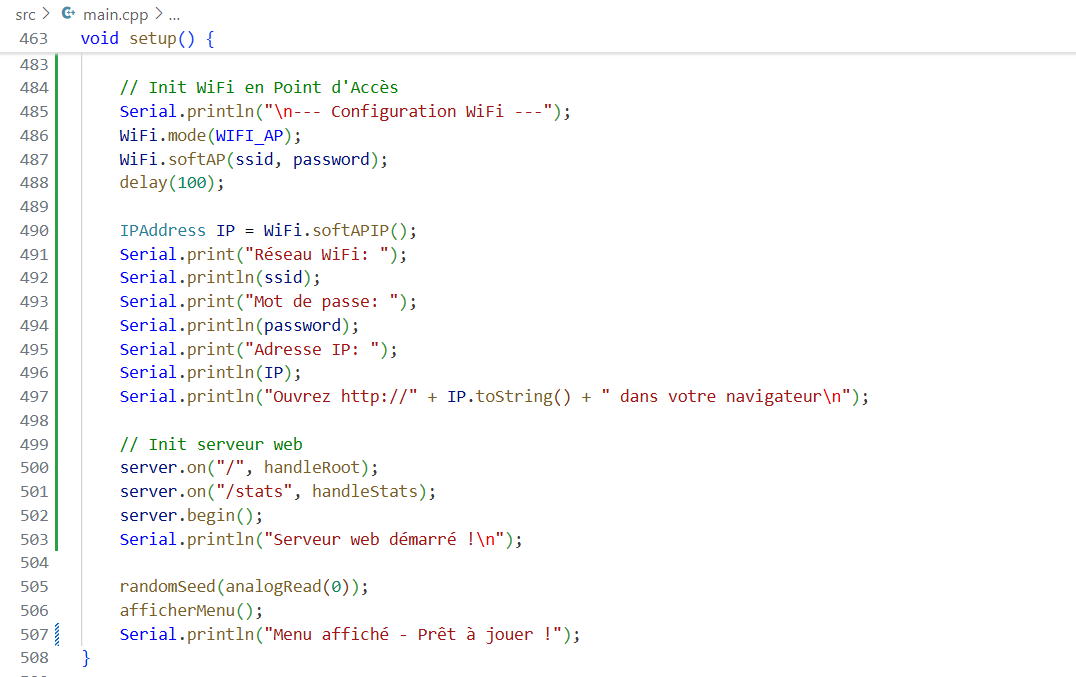 src > main.cpp > ...
463 void setup() {
483
484 // Init WiFi en Point d'Accès
485 Serial.println("\n--- Configuration WiFi ---");
486 WiFi.mode(WIFI_AP);
487 WiFi.softAP(ssid, password);
488 delay(100);
489
490 IPAddress IP = WiFi.softAPIP();
491 Serial.print("Réseau WiFi: ");
492 Serial.println(ssid);
493 Serial.print("Mot de passe: ");
494 Serial.println(password);
495 Serial.print("Adresse IP: ");
496 Serial.println(IP);
497 Serial.println("Ouvrez http://" + IP.toString() + " dans votre navigateur\n");
498
499 // Init serveur web
500 server.on("/", handleRoot);
501 server.on("/stats", handleStats);
502 server.begin();
503 Serial.println("Serveur web démarré !\n");
504
505 randomSeed(analogRead(0));
506 afficherMenu();
507 Serial.println("Menu affiché - Prêt à jouer !");
508 }